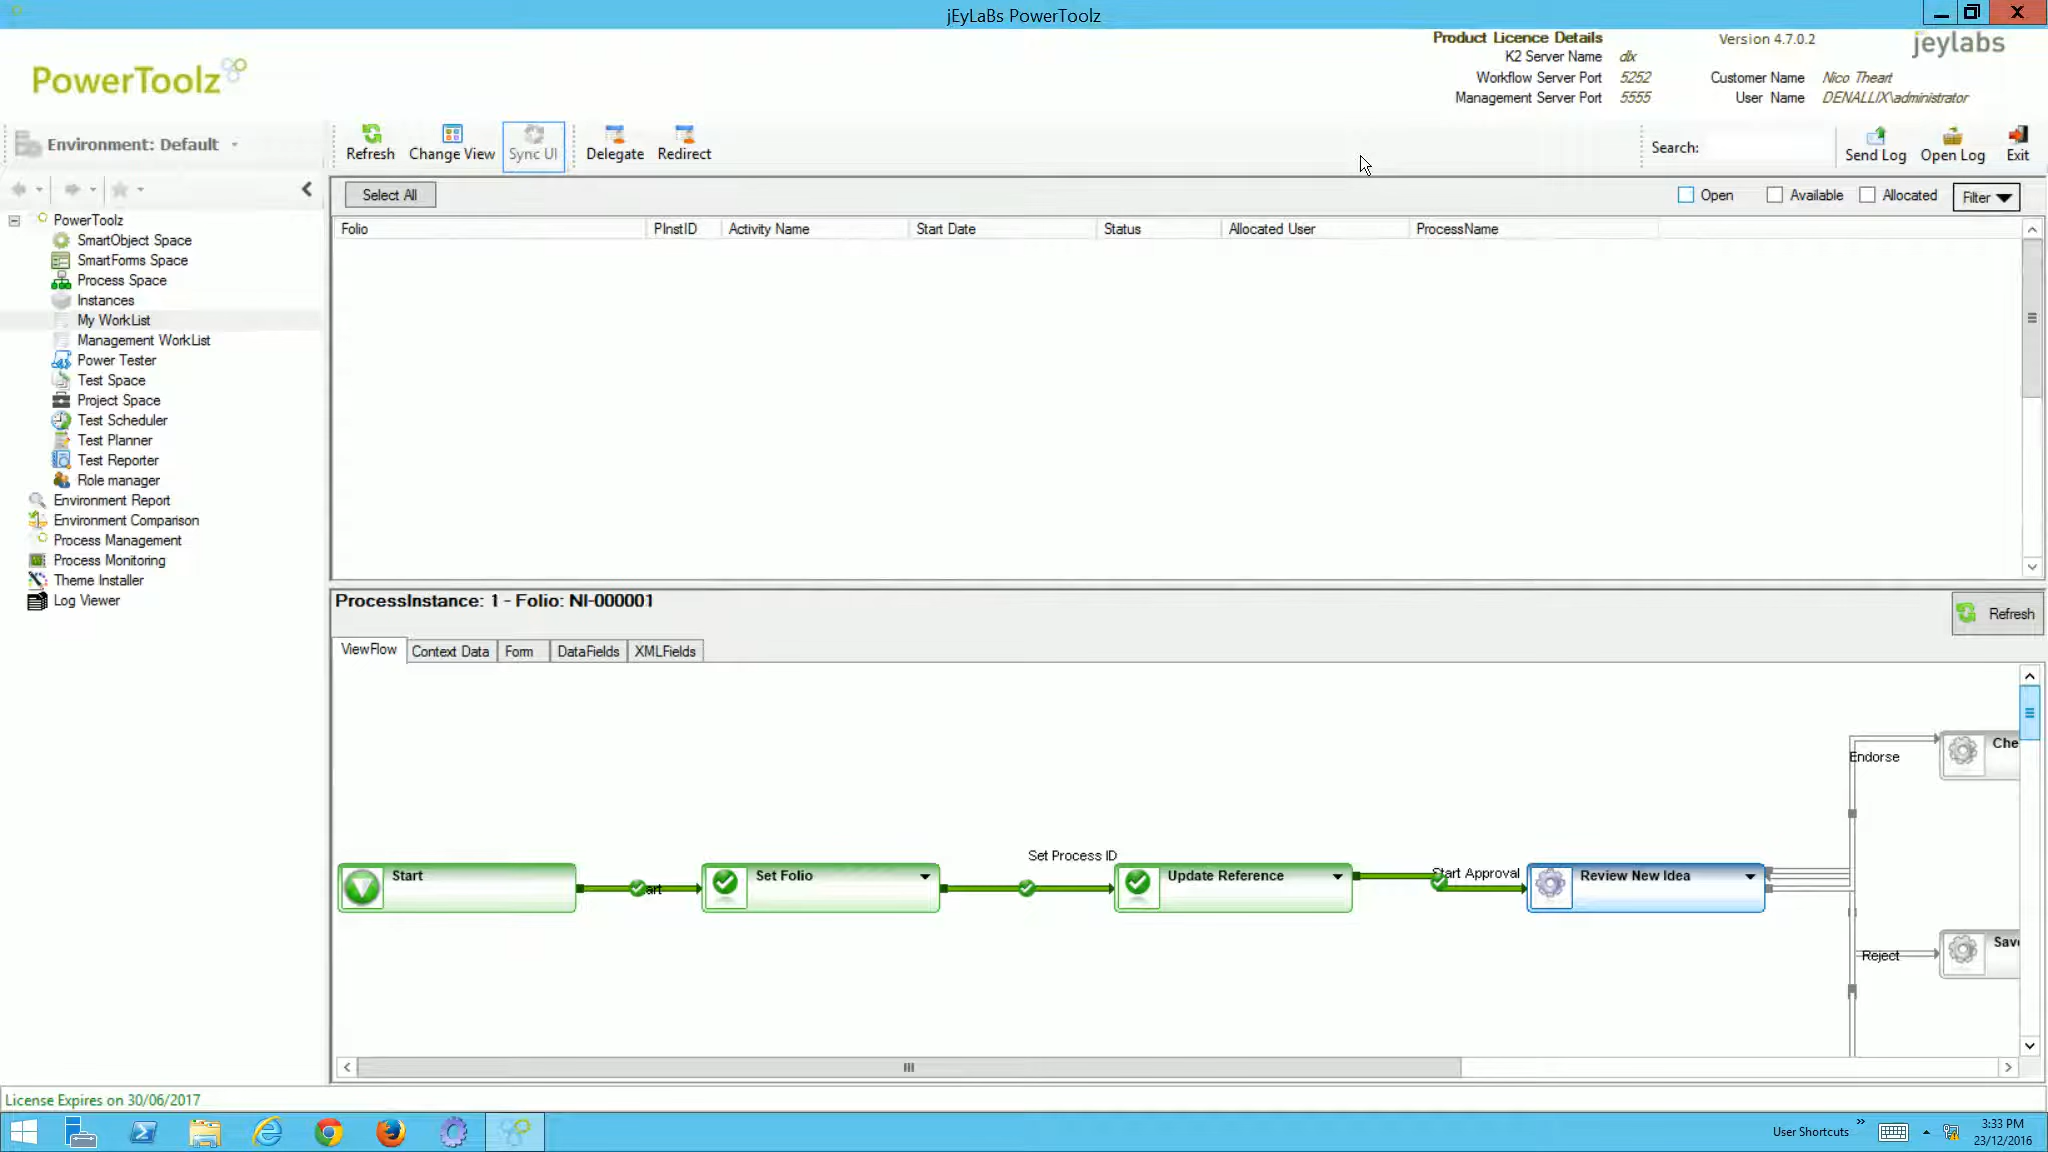 jEyLaBs PowerToolz
PowerToolz
Product Licence Details
Version 4.7.0.2
jeylabs
K2 Server Name dlx
Workflow Server Port 5252 Customer Name Nico Theart
Management Server Port 5555 User Name DENALLIX\administrator
Environment: Default
Refresh Change View Sync UI Delegate Redirect
Search:
Send Log Open Log Exit
Select All
Open Available Allocated Filter
Folio PInstID Activity Name Start Date Status Allocated User ProcessName
PowerToolz
SmartObject Space
SmartForms Space
Process Space
Instances
My WorkList
Management WorkList
Power Tester
Test Space
Project Space
Test Scheduler
Test Planner
Test Reporter
Role manager
Environment Report
Environment Comparison
Process Management
Process Monitoring
Theme Installer
Log Viewer
ProcessInstance: 1 - Folio: NI-000001
Refresh
ViewFlow Context Data Form DataFields XMLFields
Che
Endorse
Set Process ID
Start Approval
Start
Set Folio
Update Reference
Review New Idea
Reject
Sav
License Expires on 30/06/2017
User Shortcuts
3:33 PM
23/12/2016